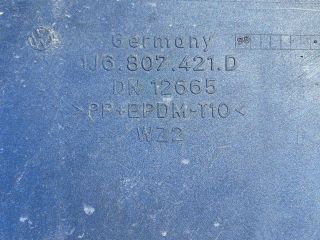 Germany
1J6.807.421.D
DN 12665
>PP+EPDM-T10<
WZ2